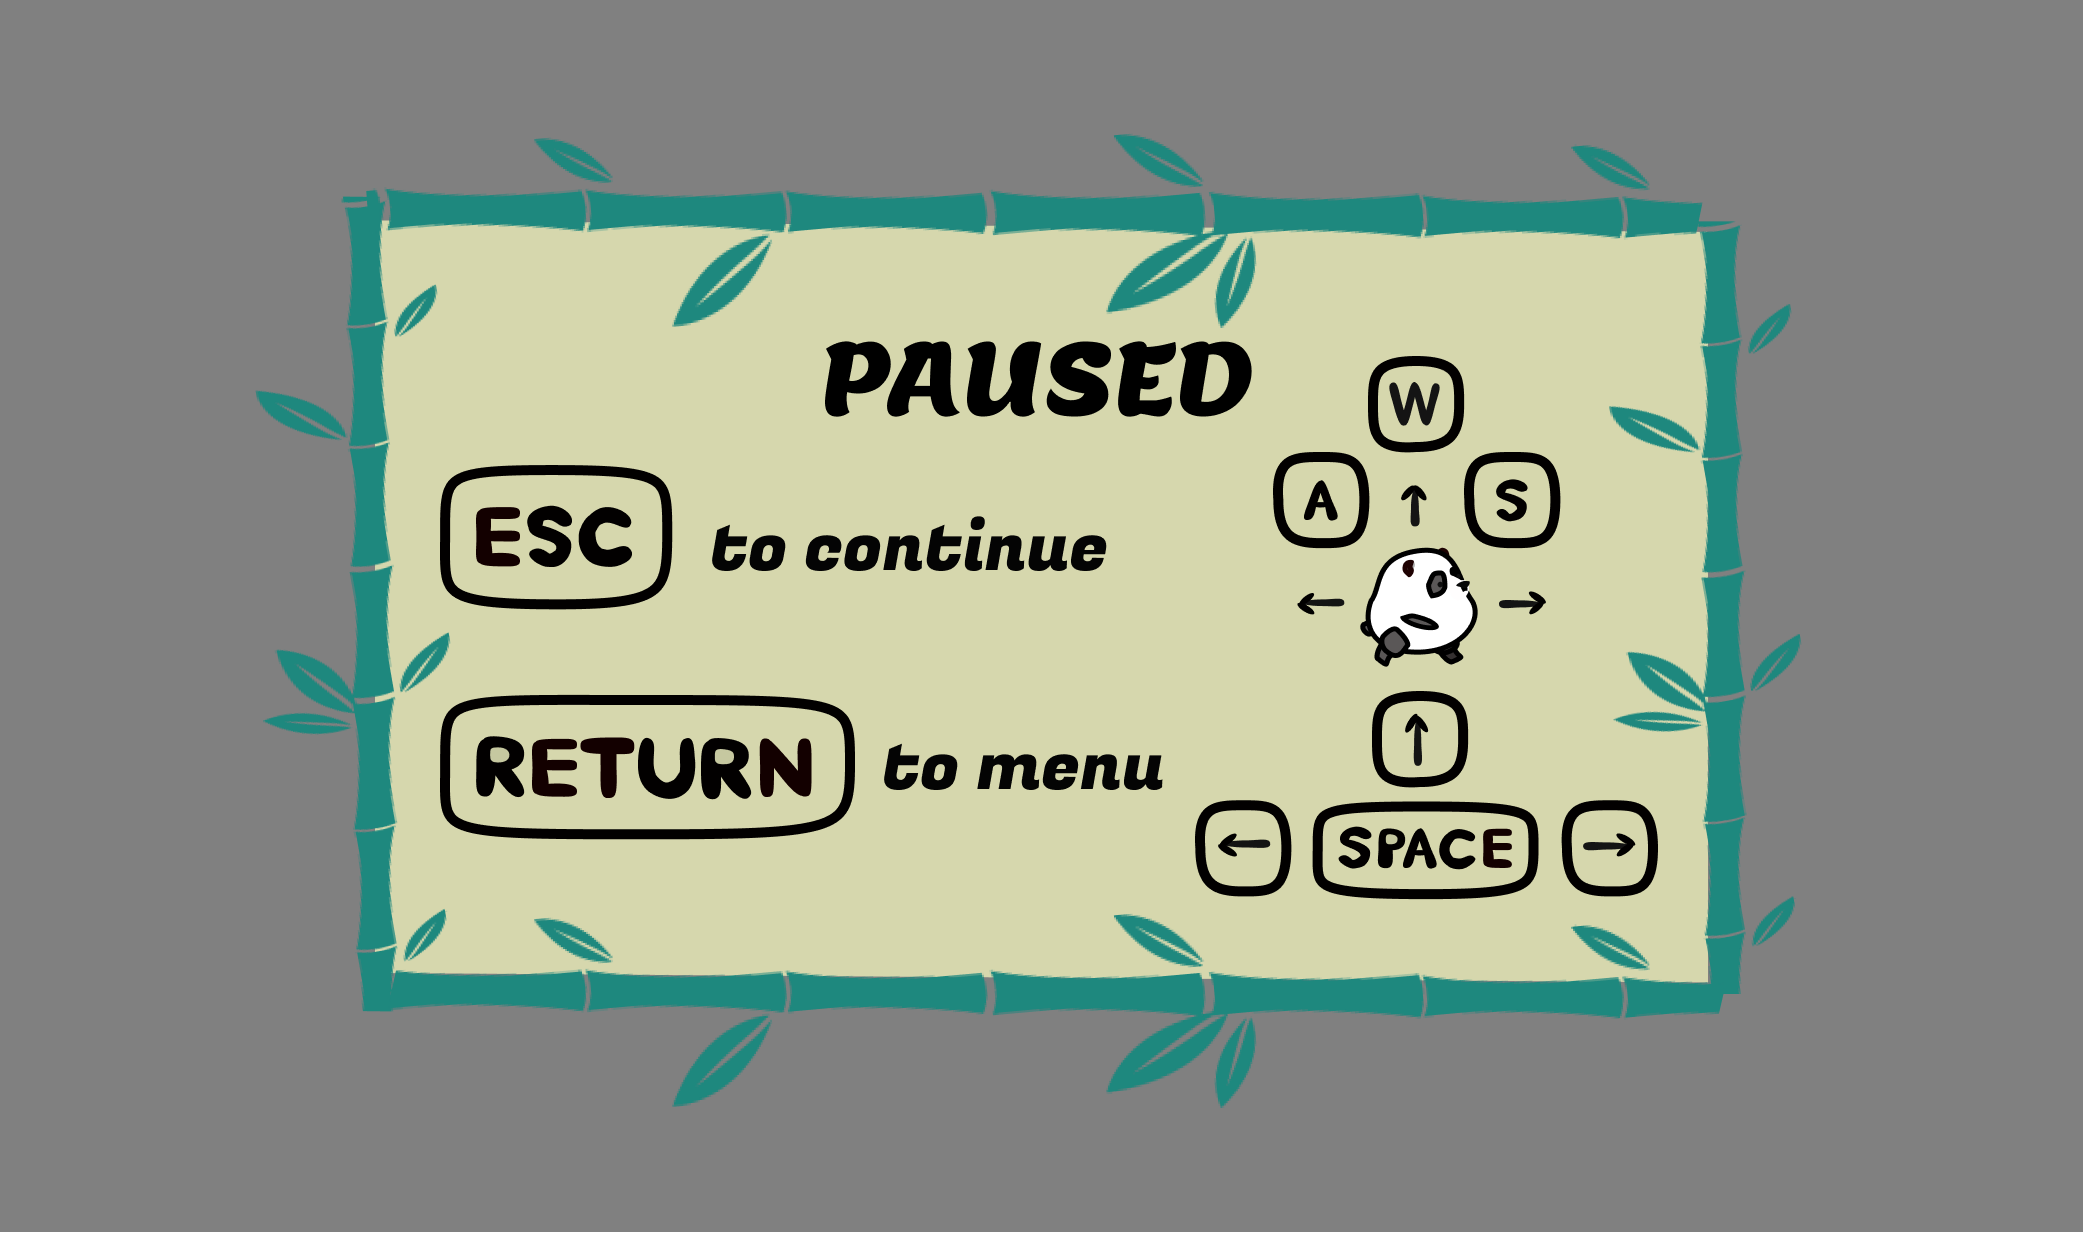 PAUSED
W
A S
ESC to continue
RETURN to menu
↑
← SPACE →